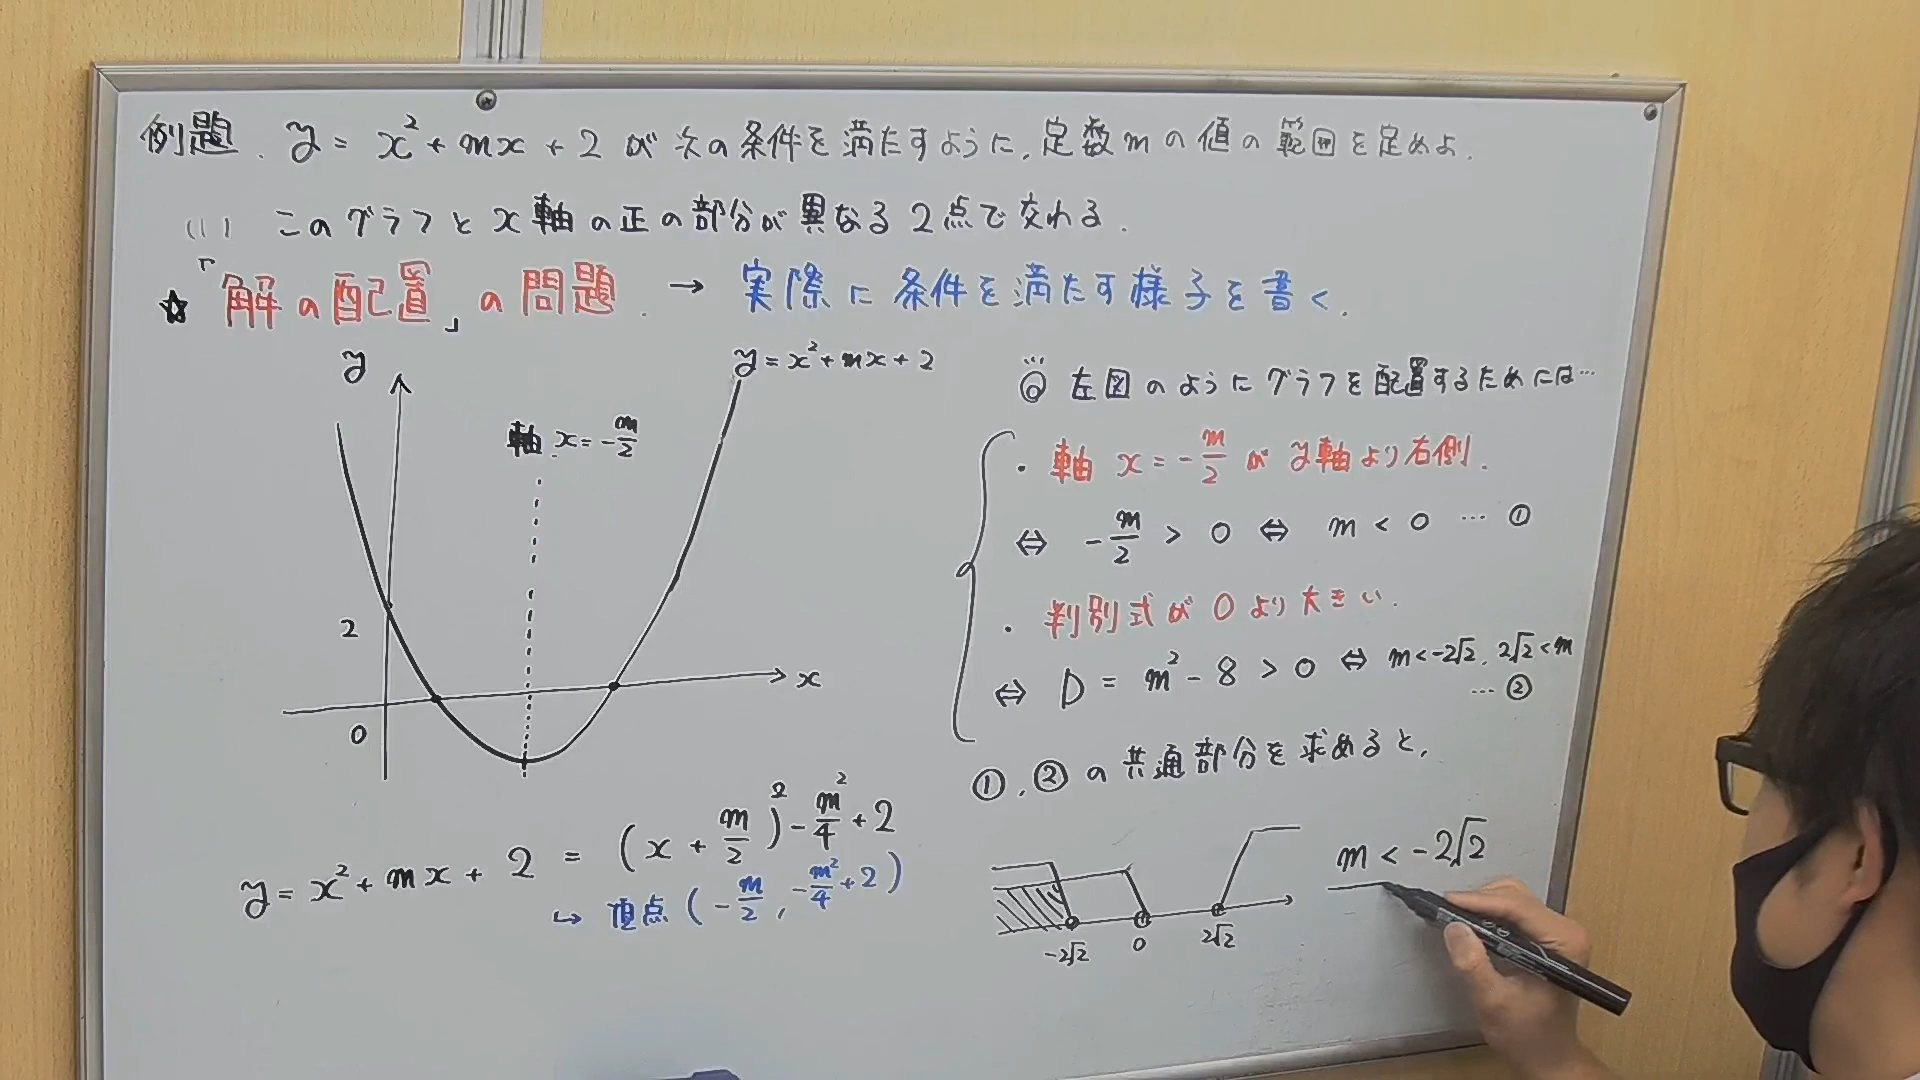 例題. y = x²+mx+2 が次の条件を満たすように, 定数mの値の範囲を定めよ.
(1) このグラフとx軸の正の部分が異なる2点で交わる.
☆「解の配置」の問題. → 実際に条件を満たす様子を書く.
y
y=x²+mx+2
軸 x=-m/2
2
0
x
y=x²+mx+2 = (x+m/2)²-m²/4+2
↳ 頂点(-m/2, -m²/4+2)
◎ 左図のようにグラフを配置するためには…
・軸 x=-m/2 が y軸より右側.
⇔ -m/2 > 0 ⇔ m < 0 … ①
・判別式が0より大きい.
⇔ D = m²-8 > 0 ⇔ m<-2√2, 2√2<m
… ②
①, ②の共通部分を求めると,
-2√2 0 2√2
m < -2√2